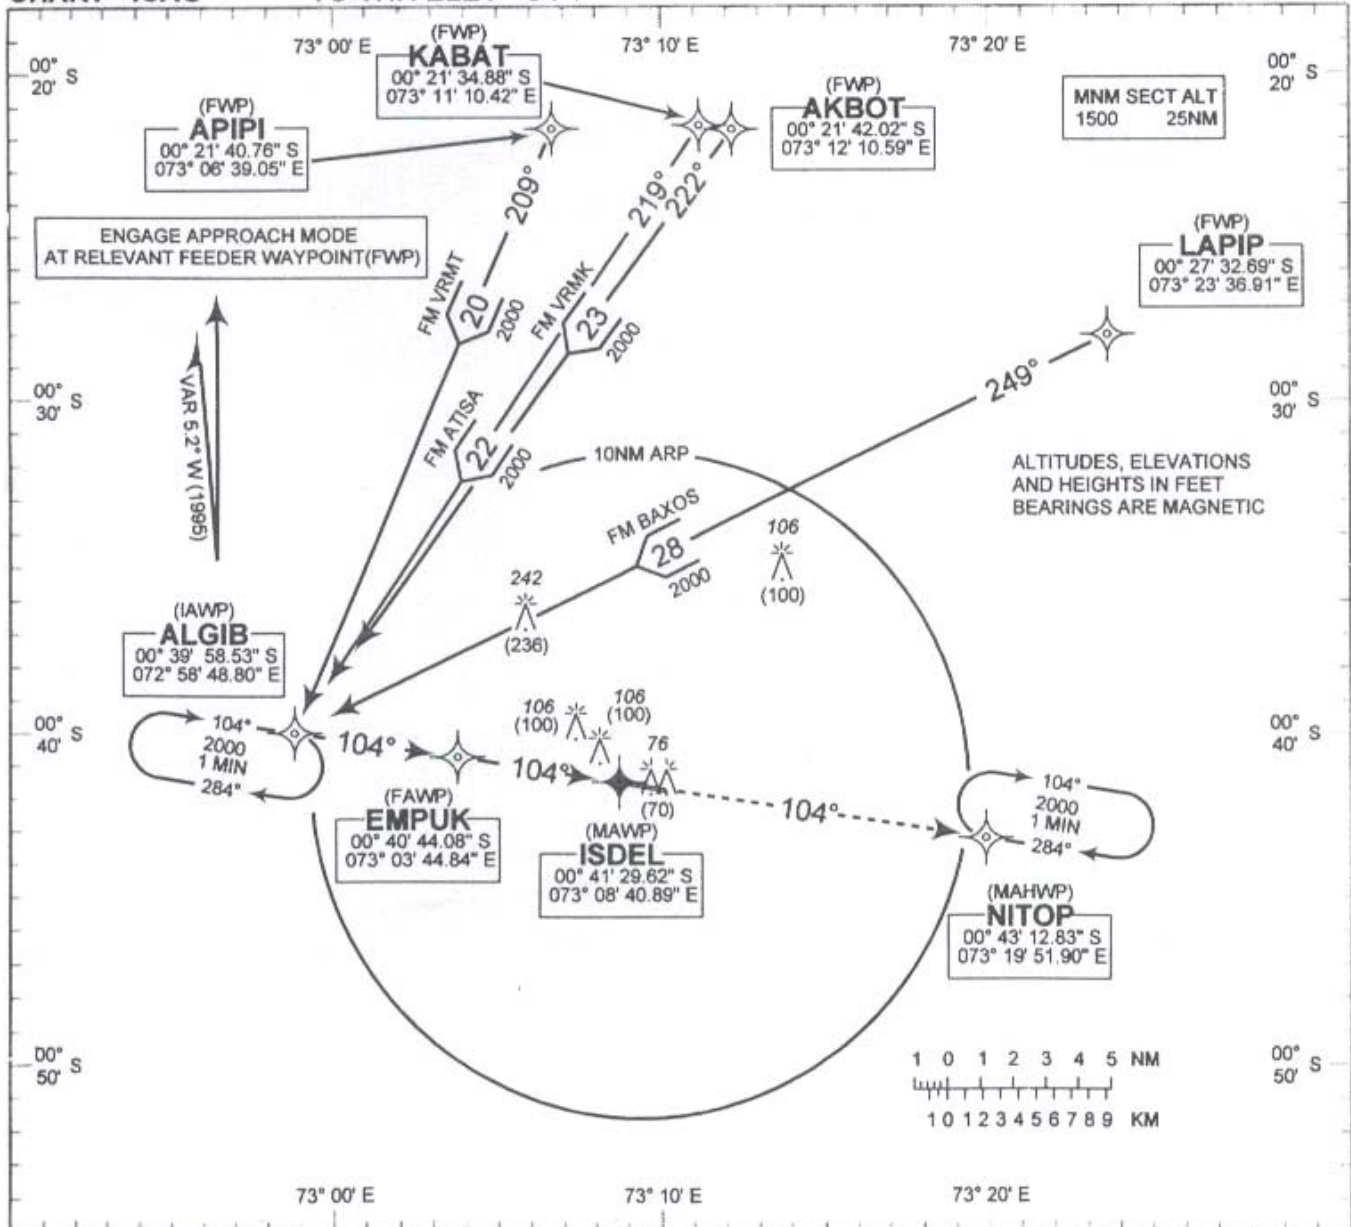 73° 00' E
73° 10' E
73° 20' E
00°
20' S
00°
20' S
(FWP)
KABAT
00° 21' 34.88" S
073° 11' 10.42" E
(FWP)
APIPI
00° 21' 40.76" S
073° 06' 39.05" E
(FWP)
AKBOT
00° 21' 42.02" S
073° 12' 10.59" E
MNM SECT ALT
1500 25NM
ENGAGE APPROACH MODE
AT RELEVANT FEEDER WAYPOINT(FWP)
(FWP)
LAPIP
00° 27' 32.69" S
073° 23' 36.91" E
209°
219°
222°
249°
FM VRMT
20
2000
FM VRMK
23
2000
FM ATISA
22
2000
FM BAXOS
28
2000
VAR 5.2° W (1995)
00°
30' S
00°
30' S
10NM ARP
ALTITUDES, ELEVATIONS
AND HEIGHTS IN FEET
BEARINGS ARE MAGNETIC
106
(100)
242
(236)
(IAWP)
ALGIB
00° 39' 58.53" S
072° 58' 48.80" E
00°
40' S
00°
40' S
104°
2000
1 MIN
284°
104°
104°
104°
106
(100)
106
(100)
76
(70)
104°
2000
1 MIN
284°
(FAWP)
EMPUK
00° 40' 44.08" S
073° 03' 44.84" E
(MAWP)
ISDEL
00° 41' 29.62" S
073° 08' 40.89" E
(MAHWP)
NITOP
00° 43' 12.83" S
073° 19' 51.90" E
00°
50' S
00°
50' S
1 0 1 2 3 4 5 NM
1 0 1 2 3 4 5 6 7 8 9 KM
73° 00' E
73° 10' E
73° 20' E